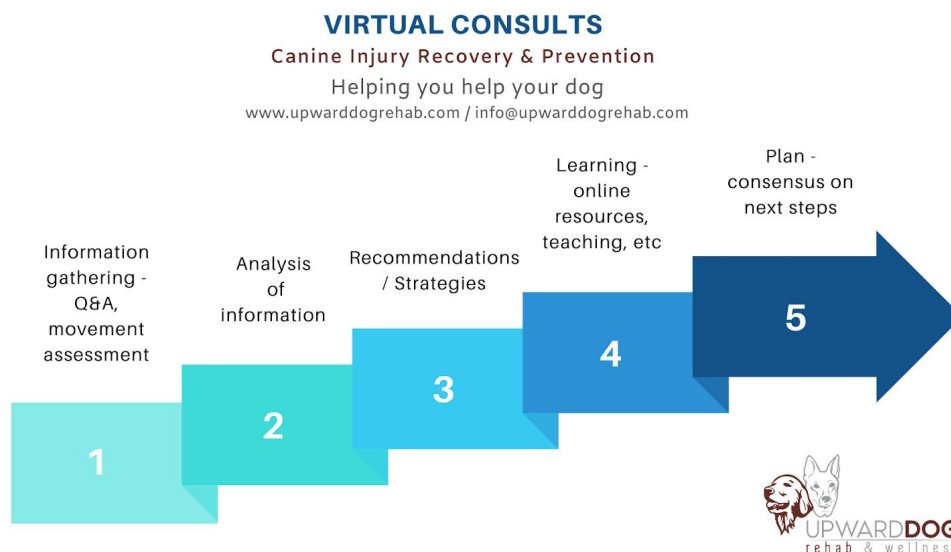 VIRTUAL CONSULTS
Canine Injury Recovery & Prevention
Helping you help your dog
www.upwarddogrehab.com / info@upwarddogrehab.com
Information
gathering -
Q&A,
movement
assessment
1
Analysis
of
information
2
Recommendations
/ Strategies
3
Learning -
online
resources,
teaching, etc
4
Plan -
consensus on
next steps
5
UPWARDDOG
rehab & wellness